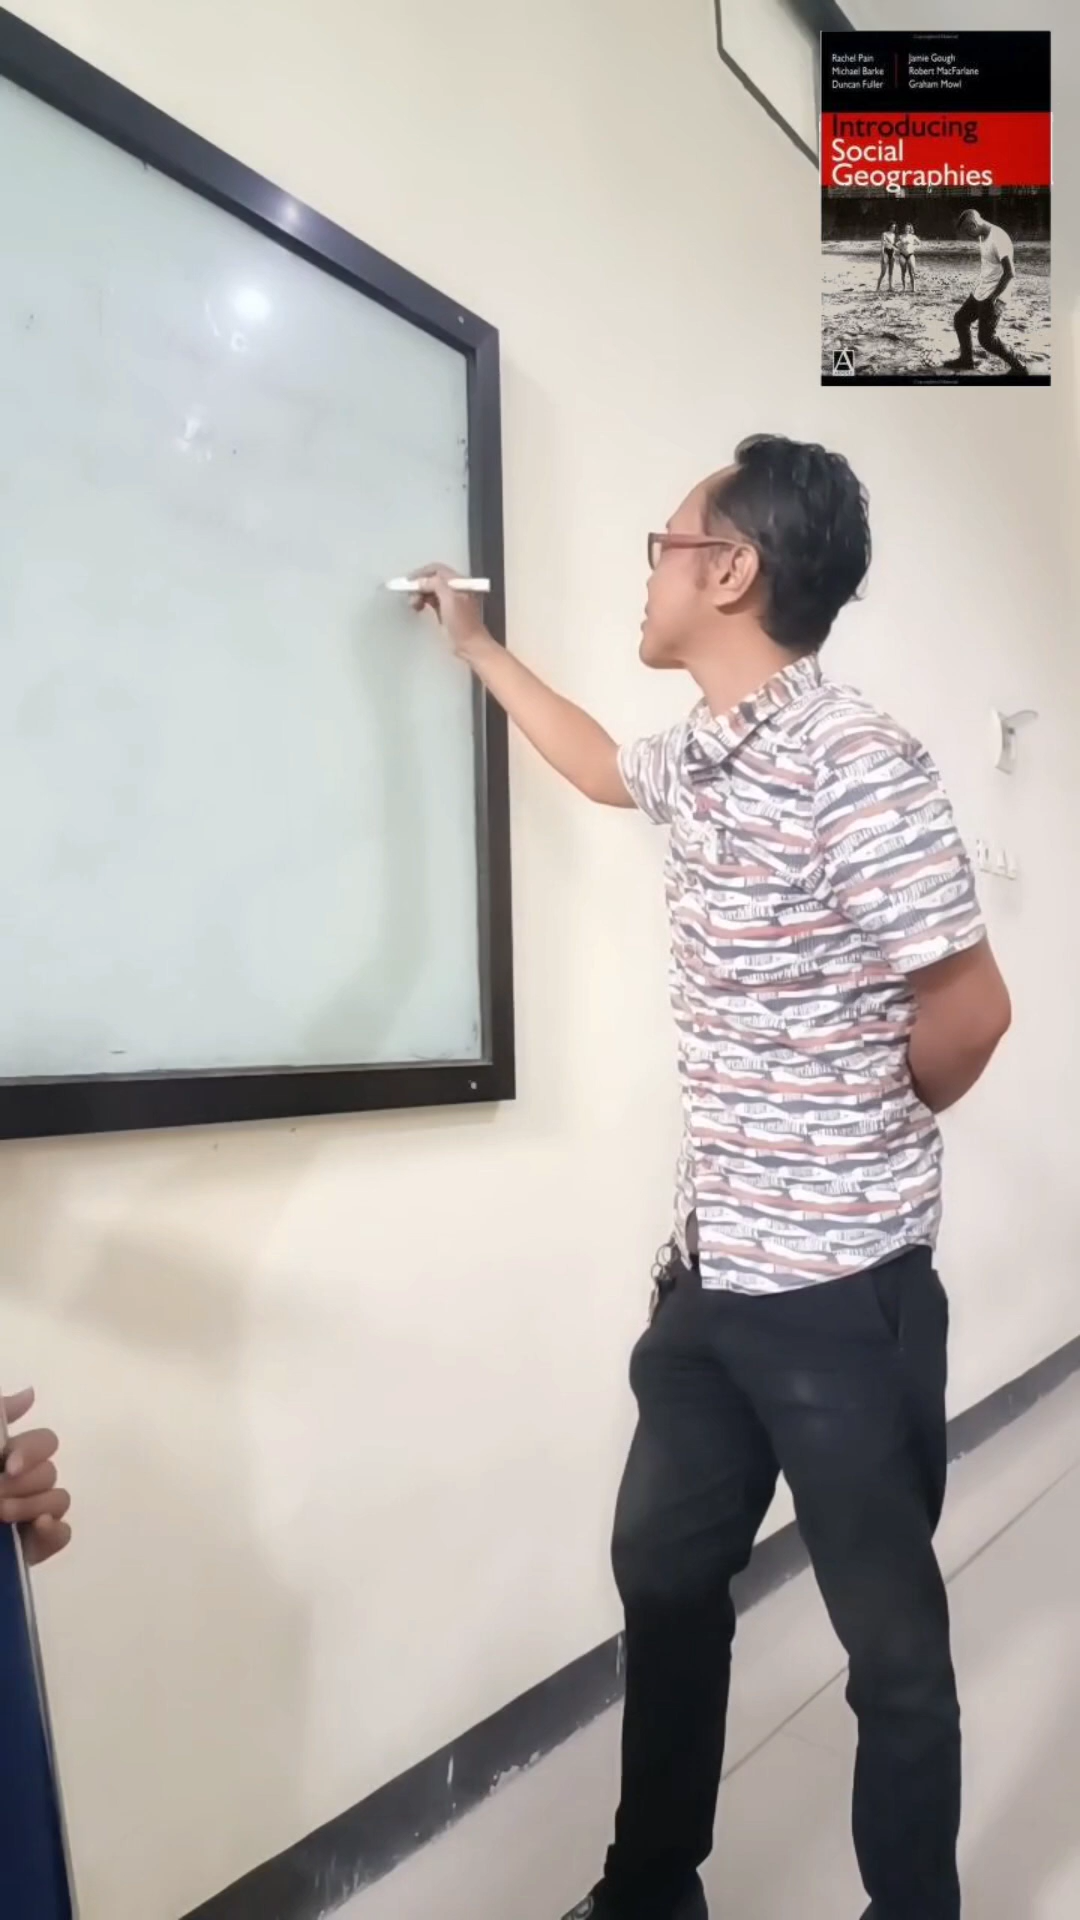 Rachel Pain
Michael Barke
Duncan Fuller
Jamie Gough
Robert MacFarlane
Graham Mowl
Introducing
Social
Geographies